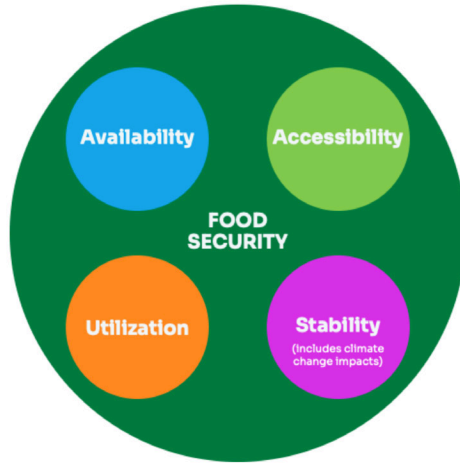 Availability
Accessibility
FOOD
SECURITY
Utilization
Stability
(includes climate
change impacts)